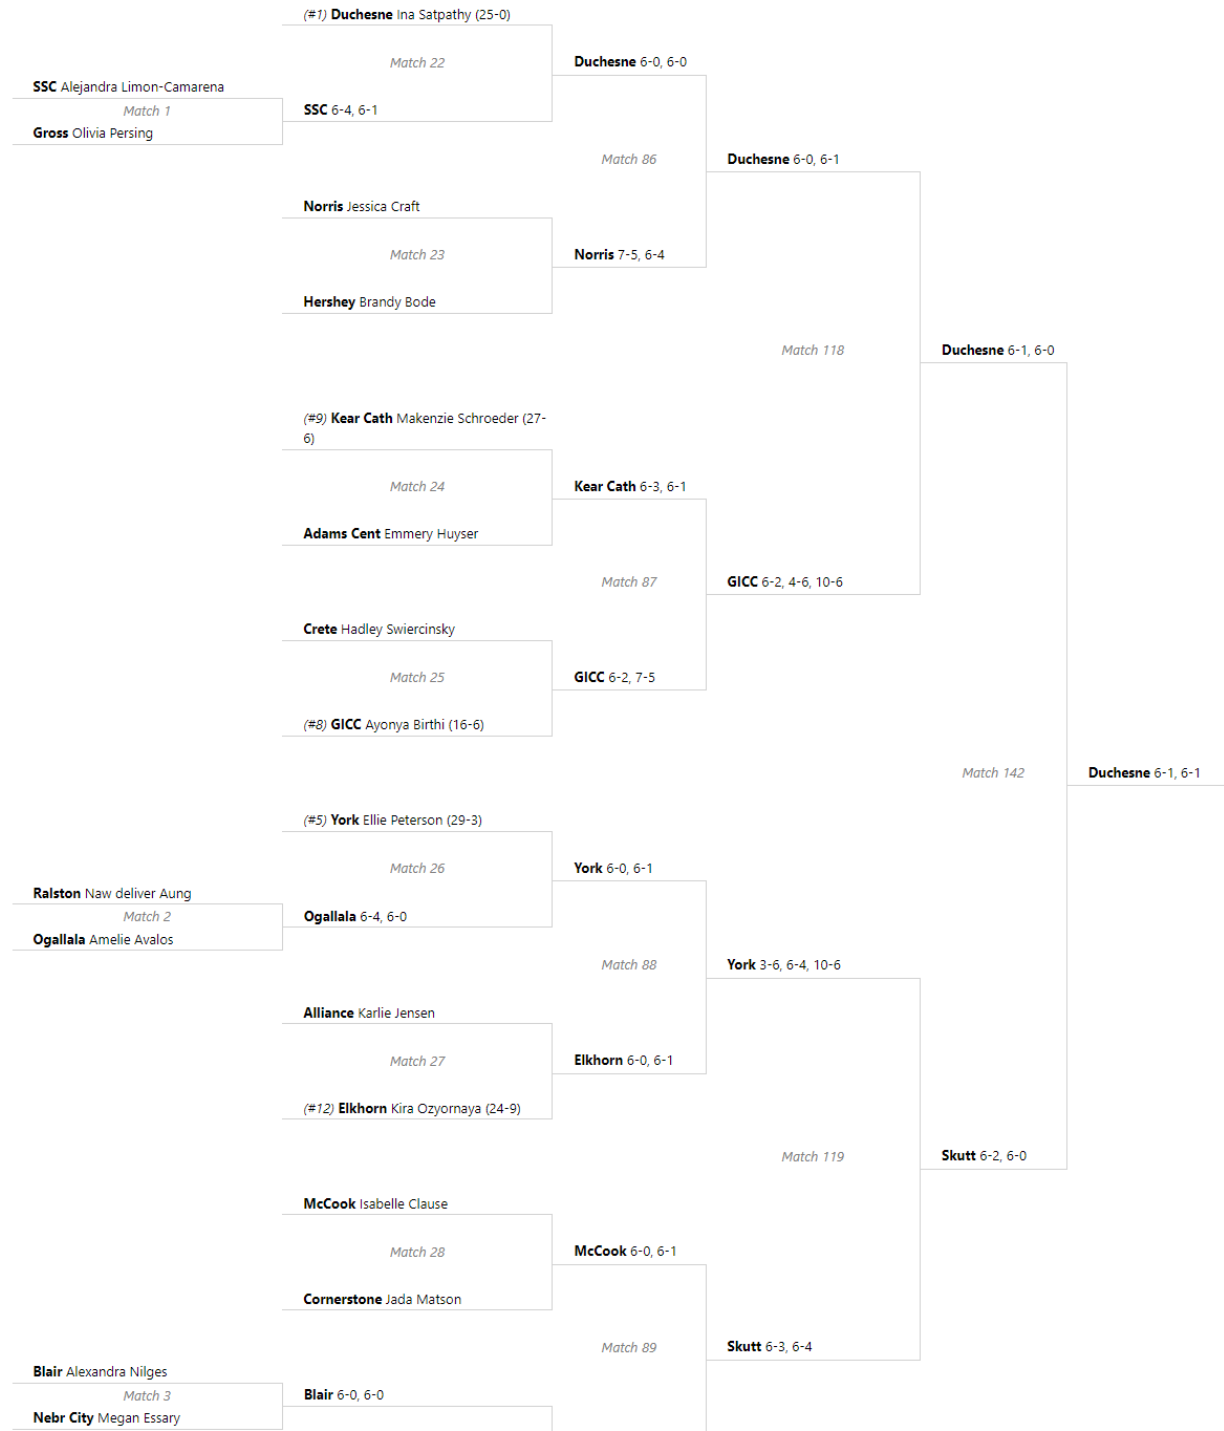 (#1) Duchesne Ina Satpathy (25-0)
Match 22
Duchesne 6-0, 6-0
SSC Alejandra Limon-Camarena
Match 1
SSC 6-4, 6-1
Gross Olivia Persing
Match 86
Duchesne 6-0, 6-1
Norris Jessica Craft
Match 23
Norris 7-5, 6-4
Hershey Brandy Bode
Match 118
Duchesne 6-1, 6-0
(#9) Kear Cath Makenzie Schroeder (27-
6)
Match 24
Kear Cath 6-3, 6-1
Adams Cent Emmery Huyser
Match 87
GICC 6-2, 4-6, 10-6
Crete Hadley Swiercinsky
Match 25
GICC 6-2, 7-5
(#8) GICC Ayonya Birthi (16-6)
Match 142
Duchesne 6-1, 6-1
(#5) York Ellie Peterson (29-3)
Match 26
York 6-0, 6-1
Ralston Naw deliver Aung
Match 2
Ogallala 6-4, 6-0
Ogallala Amelie Avalos
Match 88
York 3-6, 6-4, 10-6
Alliance Karlie Jensen
Match 27
Elkhorn 6-0, 6-1
(#12) Elkhorn Kira Ozyornaya (24-9)
Match 119
Skutt 6-2, 6-0
McCook Isabelle Clause
Match 28
McCook 6-0, 6-1
Cornerstone Jada Matson
Match 89
Skutt 6-3, 6-4
Blair Alexandra Nilges
Match 3
Blair 6-0, 6-0
Nebr City Megan Essary